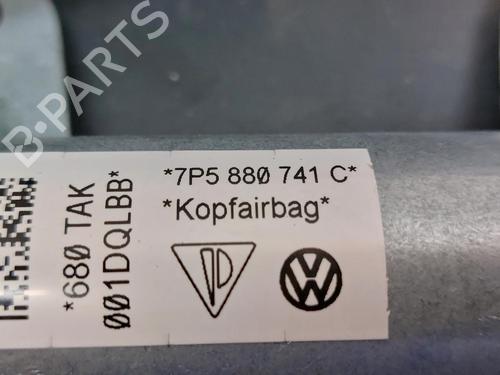 *7P5 880 741 C*
*Kopfairbag*
*680 TAK
001DQLBB*
B-PARTS